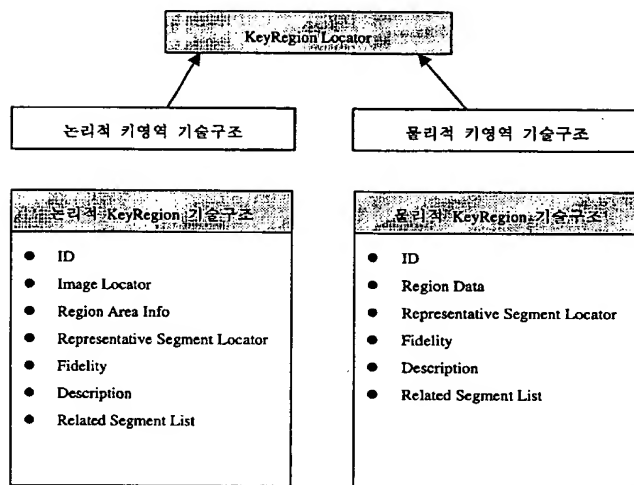 KeyRegion Locator
논리적 키영역 기술구조
물리적 키영역 기술구조
논리적 KeyRegion 기술구조
ID
Image Locator
Region Area Info
Representative Segment Locator
Fidelity
Description
Related Segment List
물리적 KeyRegion 기술구조
ID
Region Data
Representative Segment Locator
Fidelity
Description
Related Segment List